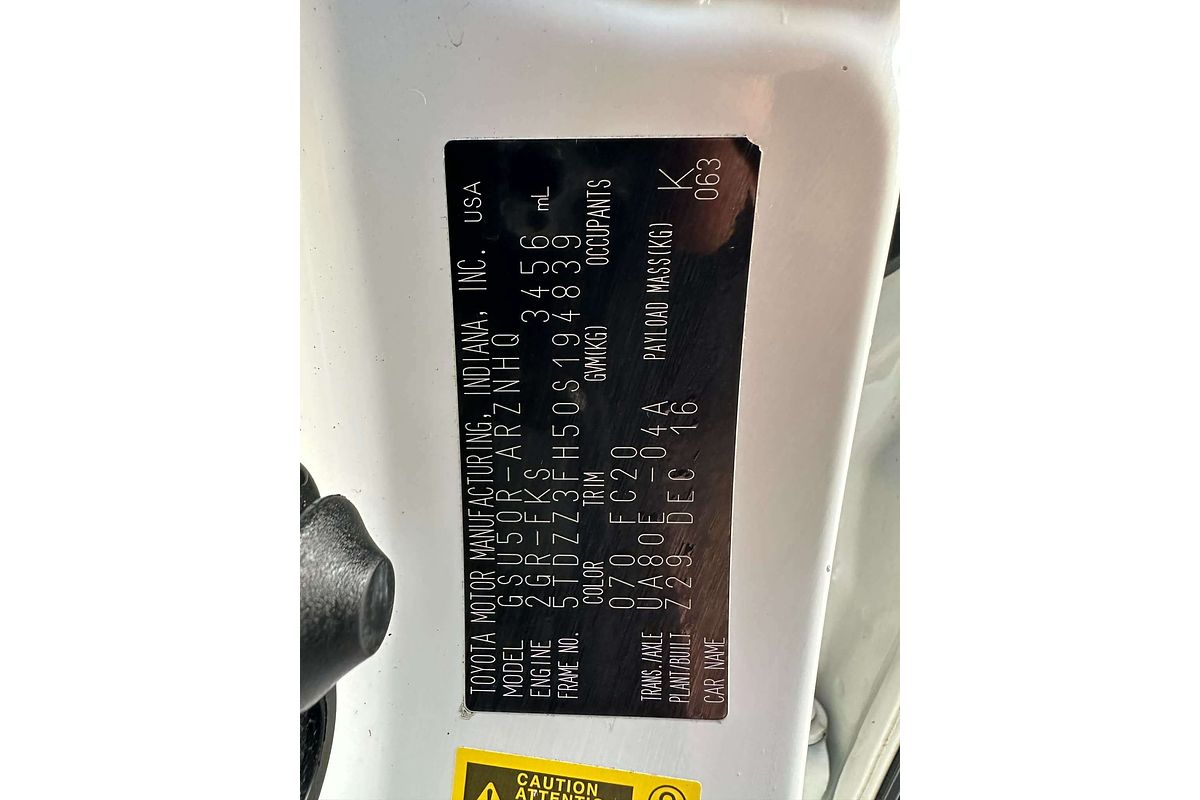 TOYOTA MOTOR MANUFACTURING, INDIANA, INC. USA
MODEL GSU50R-ARZNHQ
ENGINE 2GR-FKS 3456 mL
FRAME NO. 5TDZZ3FH50S194839
COLOR TRIM GVM(KG) OCCUPANTS
070 FC20
TRANS./AXLE UA80E -04A PAYLOAD MASS(KG) K
PLANT/BUILT Z29 DEC 16 063
CAR NAME
CAUTION
ATTENTIO